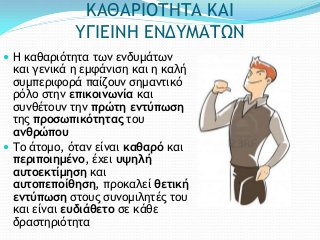 ΚΑΘΑΡΙΟΤΗΤΑ ΚΑΙ
ΥΓΙΕΙΝΗ ΕΝΔΥΜΑΤΩΝ
Η καθαριότητα των ενδυμάτων
και γενικά η εμφάνιση και η καλή
συμπεριφορά παίζουν σημαντικό
ρόλο στην επικοινωνία και
συνθέτουν την πρώτη εντύπωση
της προσωπικότητας του
ανθρώπου
Το άτομο, όταν είναι καθαρό και
περιποιημένο, έχει υψηλή
αυτοεκτίμηση και
αυτοπεποίθηση, προκαλεί θετική
εντύπωση στους συνομιλητές του
και είναι ευδιάθετο σε κάθε
δραστηριότητα